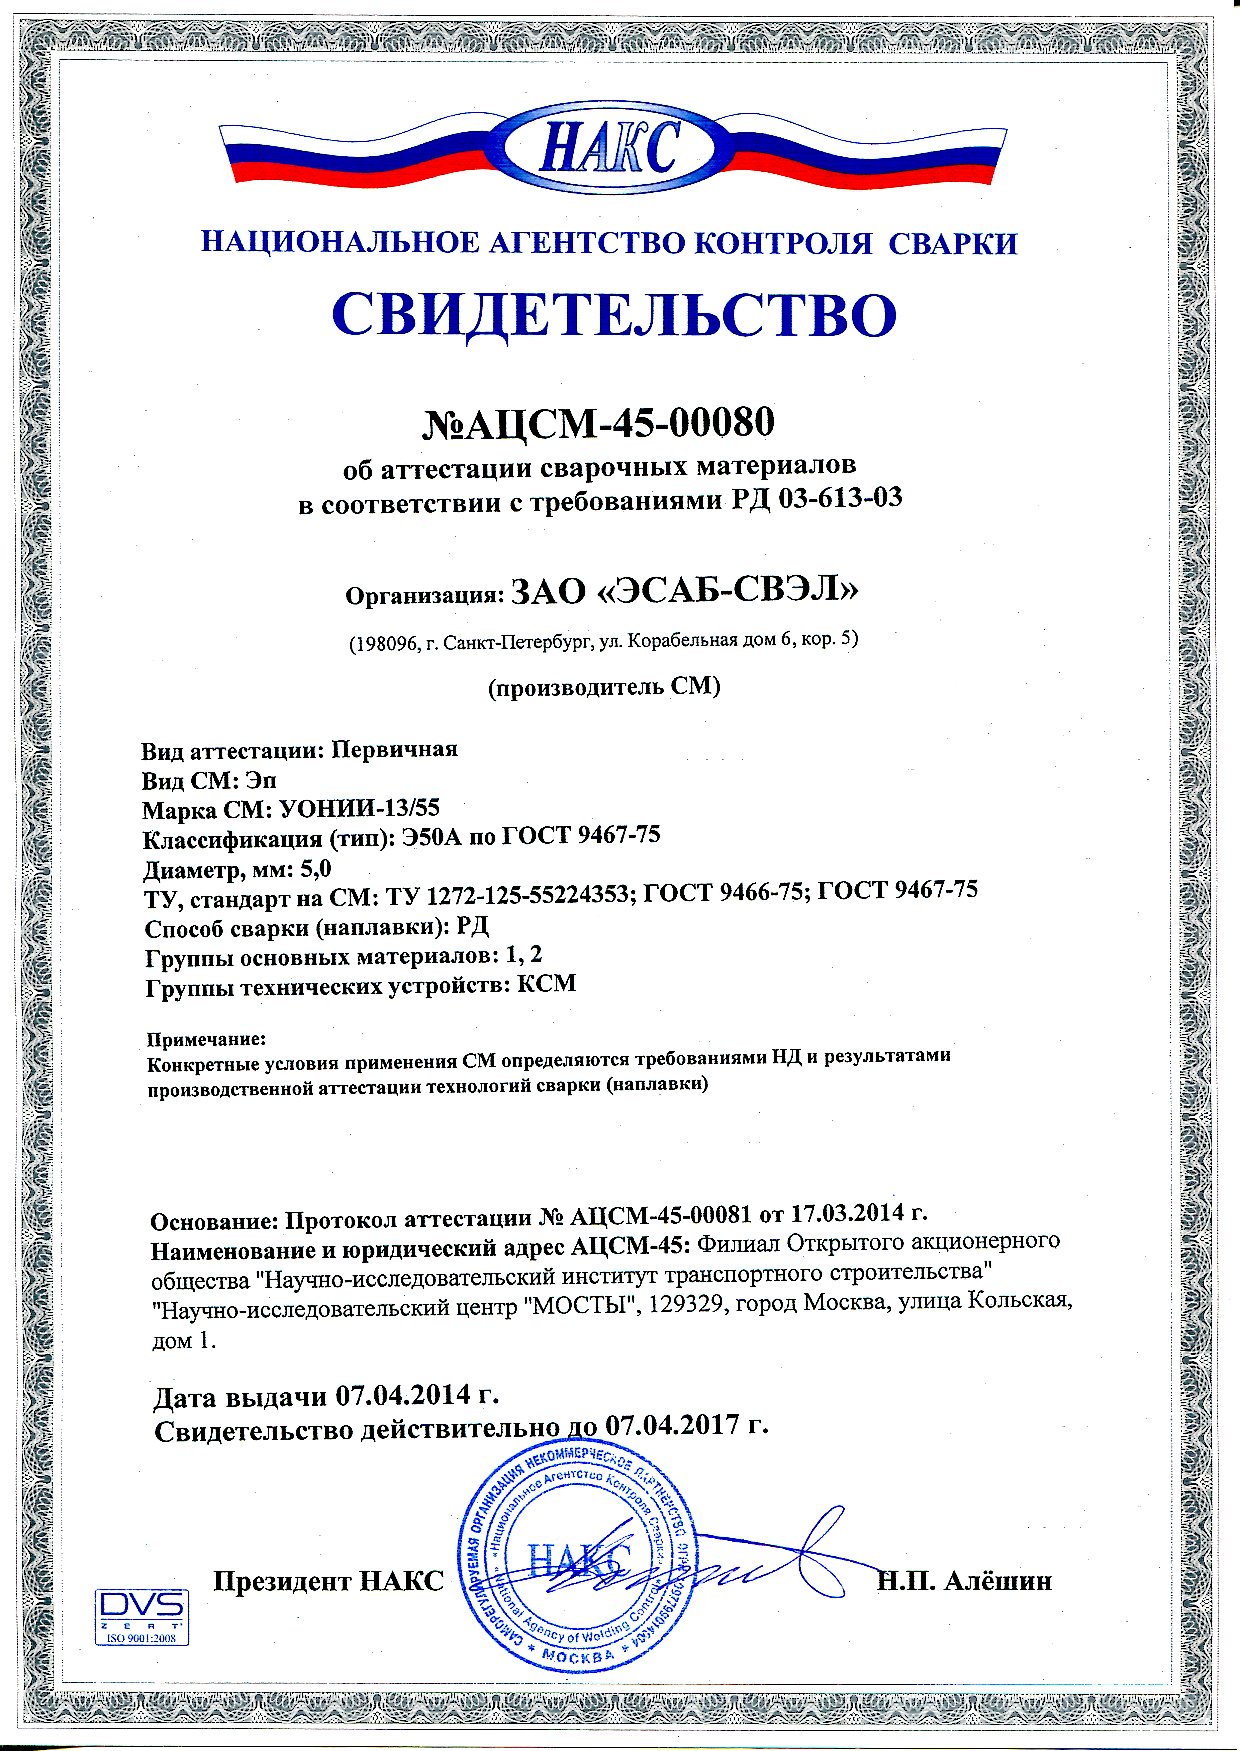 НАКС
НАЦИОНАЛЬНОЕ АГЕНТСТВО КОНТРОЛЯ СВАРКИ
СВИДЕТЕЛЬСТВО
№АЦСМ-45-00080
об аттестации сварочных материалов
в соответствии с требованиями РД 03-613-03
Организация: ЗАО «ЭСАБ-СВЭЛ»
(198096, г. Санкт-Петербург, ул. Корабельная дом 6, кор. 5)
(производитель СМ)
Вид аттестации: Первичная
Вид СМ: Эп
Марка СМ: УОНИИ-13/55
Классификация (тип): Э50А по ГОСТ 9467-75
Диаметр, мм: 5,0
ТУ, стандарт на СМ: ТУ 1272-125-55224353; ГОСТ 9466-75; ГОСТ 9467-75
Способ сварки (наплавки): РД
Группы основных материалов: 1, 2
Группы технических устройств: КСМ
Примечание:
Конкретные условия применения СМ определяются требованиями НД и результатами
производственной аттестации технологий сварки (наплавки)
Основание: Протокол аттестации № АЦСМ-45-00081 от 17.03.2014 г.
Наименование и юридический адрес АЦСМ-45: Филиал Открытого акционерного
общества "Научно-исследовательский институт транспортного строительства"
"Научно-исследовательский центр "МОСТЫ", 129329, город Москва, улица Кольская,
дом 1.
Дата выдачи 07.04.2014 г.
Свидетельство действительно до 07.04.2017 г.
САМОРЕГУЛИРУЕМАЯ ОРГАНИЗАЦИЯ НЕКОММЕРЧЕСКОЕ ПАРТНЕРСТВО
«Национальное Агентство Контроля Сварки»
НАКС
National Agency of Welding Control
* МОСКВА *
Президент НАКС
Н.П. Алёшин
DVS
ZERT
ISO 9001:2008